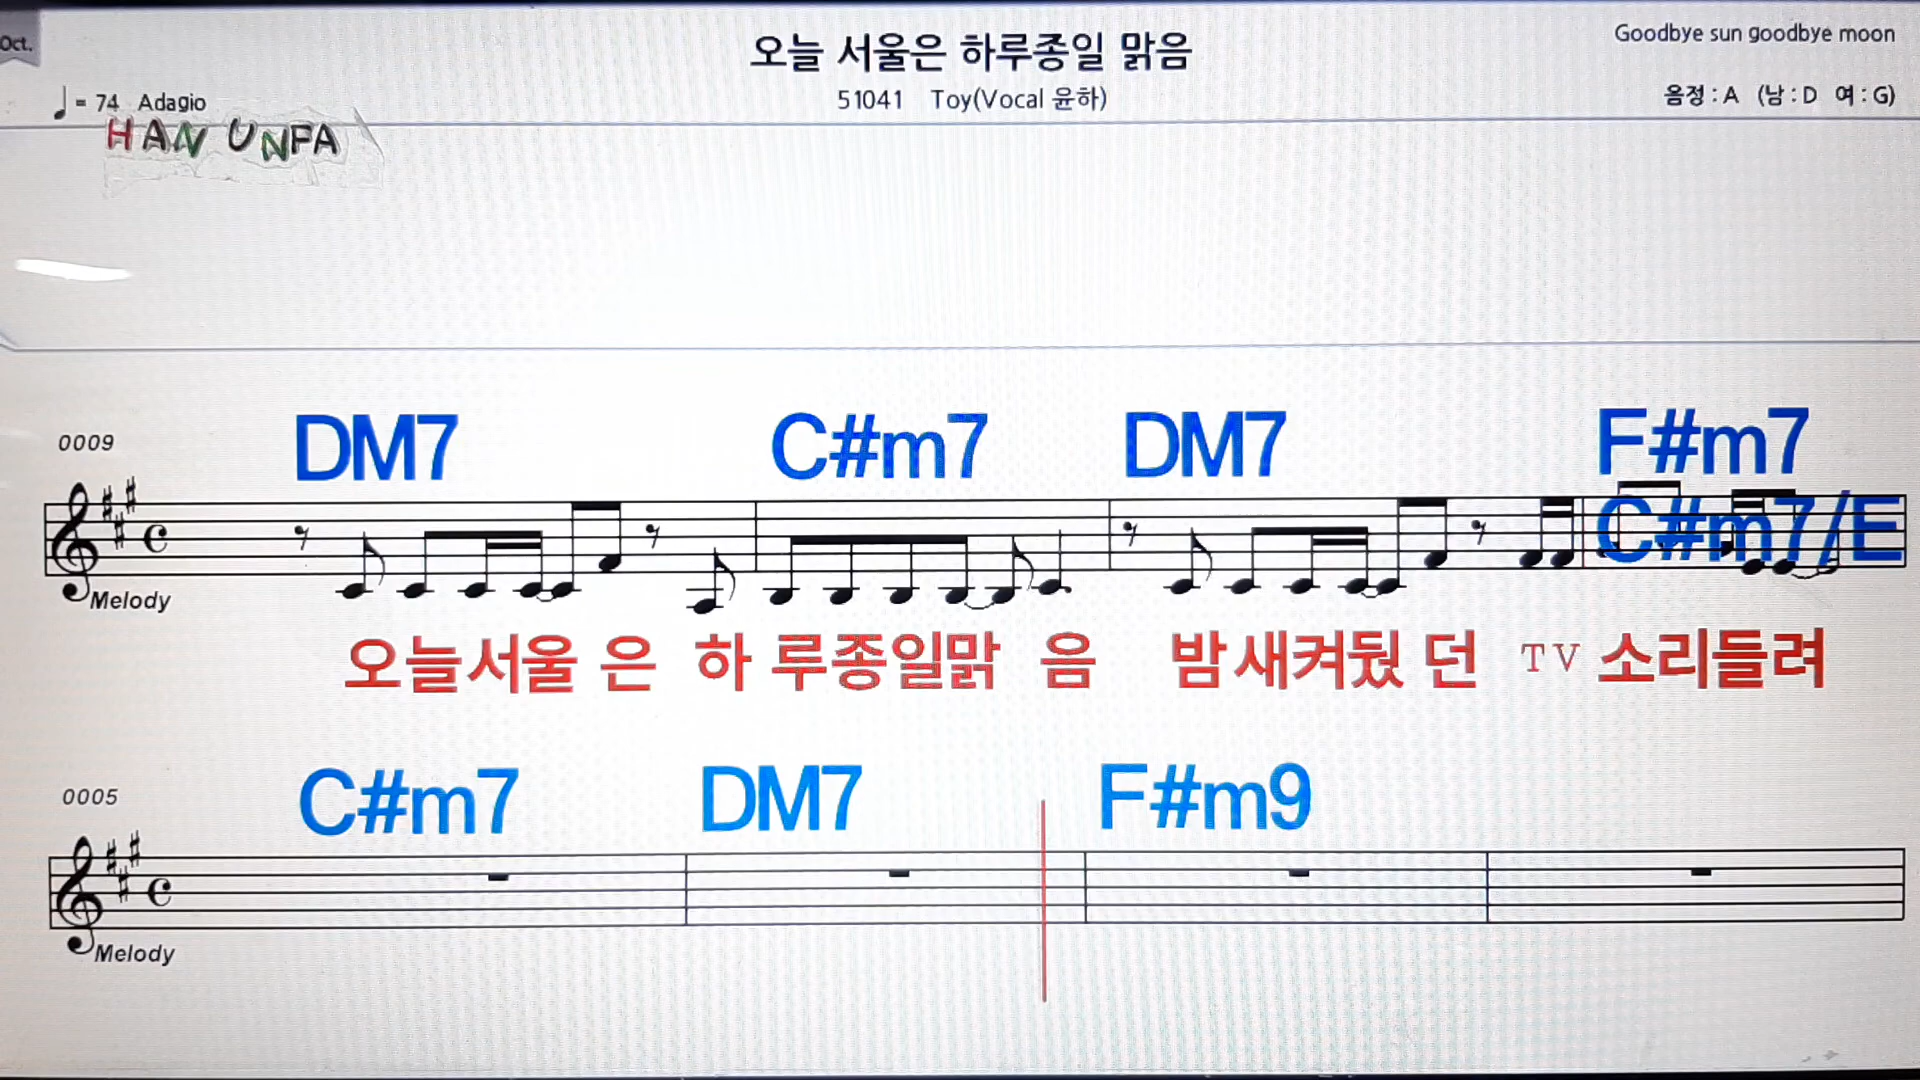 Oct.
오늘 서울은 하루종일 맑음
Goodbye sun goodbye moon
= 74 Adagio
51041 Toy(Vocal 윤하)
음정 : A (남 : D 여 : G)
HAN UNPA
DM7 C#m7 DM7 F#m7
0009
C#m7/E
Melody
오늘서울 은 하 루종일맑 음 밤새켜뒀 던 TV 소리들려
C#m7 DM7 F#m9
0005
Melody